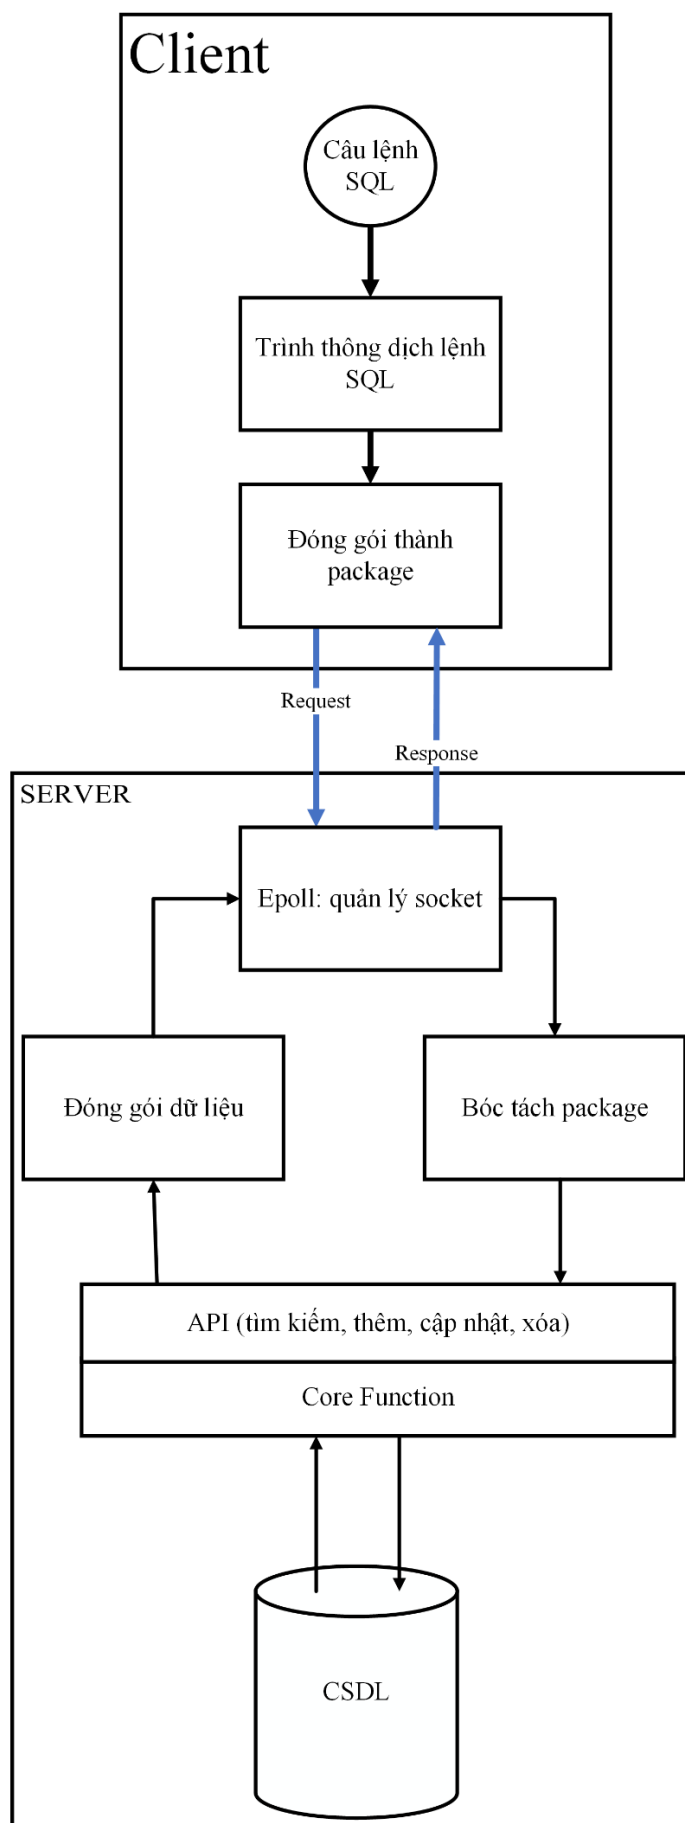 Client
Câu lệnh
SQL
Trình thông dịch lệnh
SQL
Đóng gói thành
package
Request
Response
SERVER
Epoll: quản lý socket
Đóng gói dữ liệu
Bóc tách package
API (tìm kiếm, thêm, cập nhật, xóa)
Core Function
CSDL